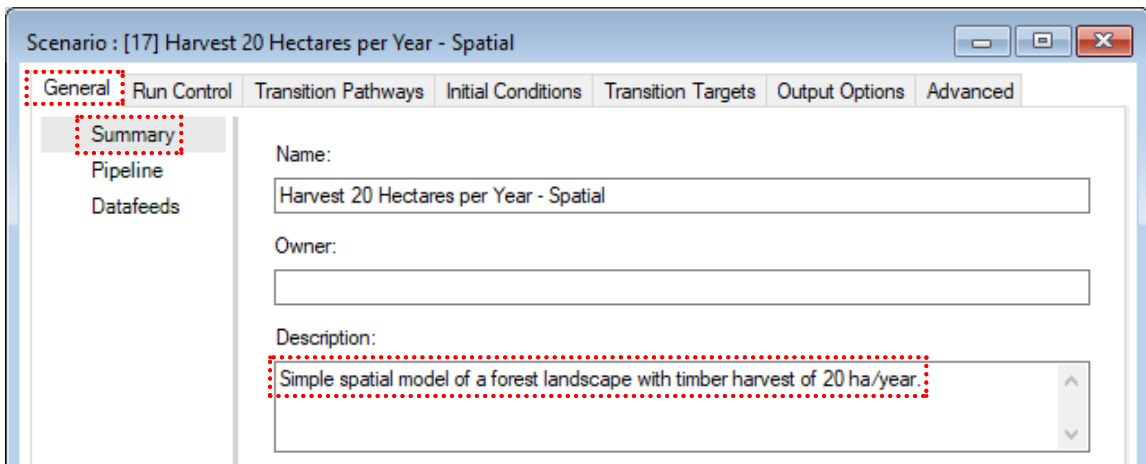 Scenario : [17] Harvest 20 Hectares per Year - Spatial
General Run Control Transition Pathways Initial Conditions Transition Targets Output Options Advanced
Summary
Pipeline
Datafeeds
Name:
Harvest 20 Hectares per Year - Spatial
Owner:
Description:
Simple spatial model of a forest landscape with timber harvest of 20 ha/year.